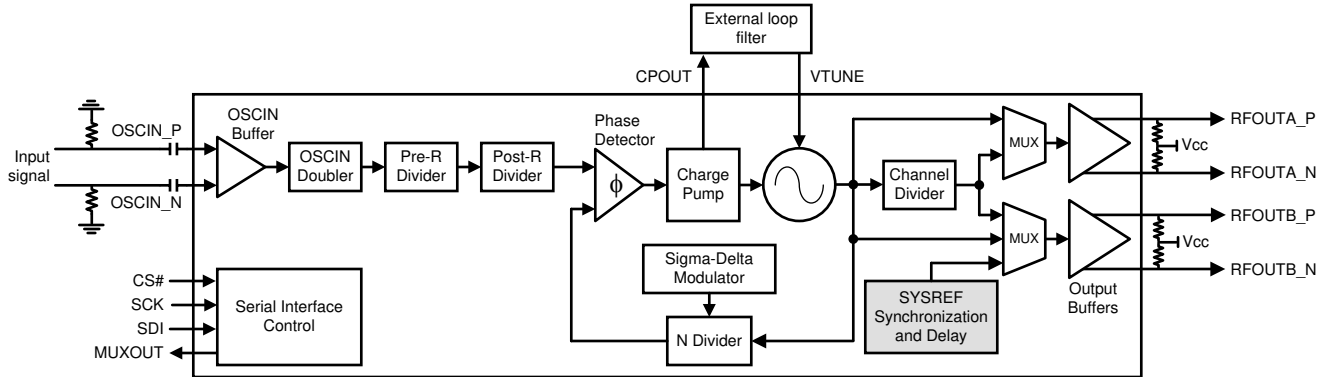 External loop
filter
CPOUT
VTUNE
OSCIN_P
OSCIN
Buffer
Phase
Detector
Input
signal
OSCIN_N
OSCIN
Doubler
Pre-R
Divider
Post-R
Divider
ϕ
Charge
Pump
Channel
Divider
MUX
MUX
RFOUTA_P
Vcc
RFOUTA_N
RFOUTB_P
Vcc
RFOUTB_N
Output
Buffers
Sigma-Delta
Modulator
N Divider
SYSREF
Synchronization
and Delay
CS#
SCK
SDI
MUXOUT
Serial Interface
Control